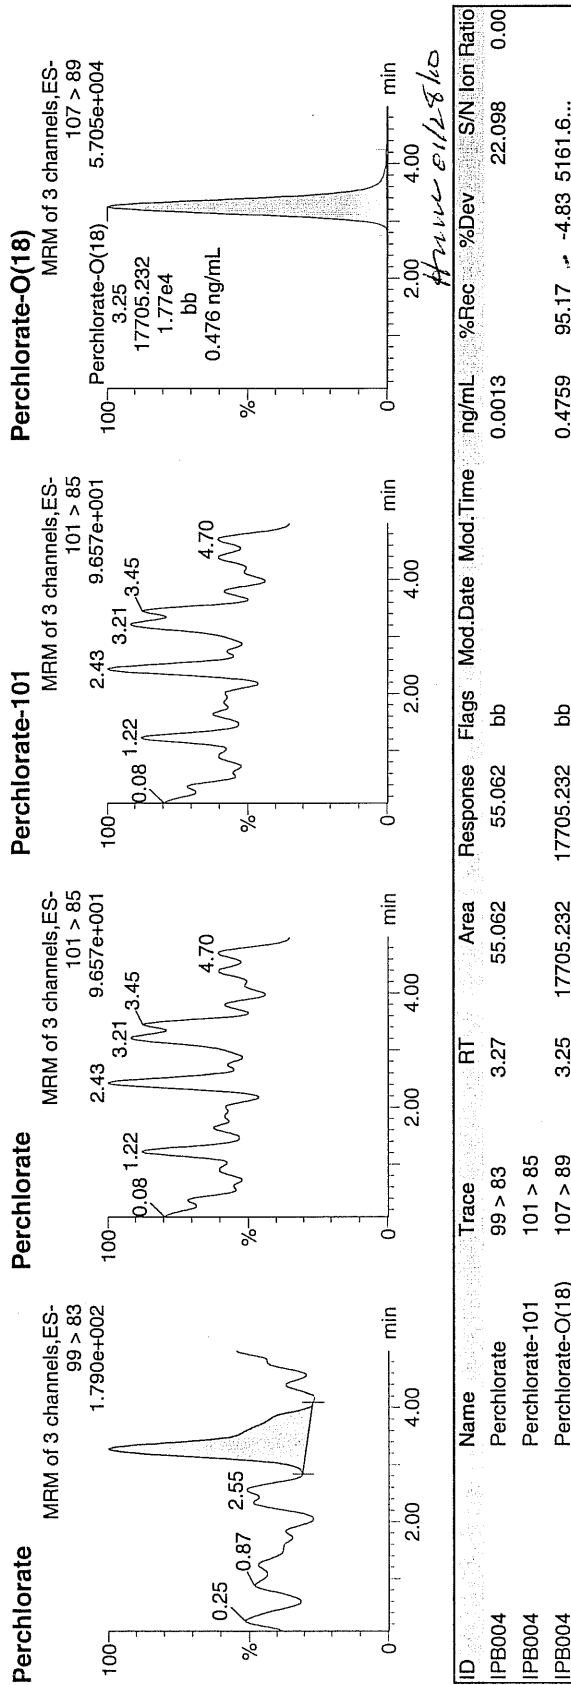 Perchlorate
MRM of 3 channels,ES-
99 > 83
1.790e+002
100
%
0
0.25
0.87
2.55
2.00
4.00
min
Perchlorate
MRM of 3 channels,ES-
101 > 85
9.657e+001
100
%
0
0.08
1.22
2.43
3.21
3.45
4.70
2.00
4.00
min
Perchlorate-101
MRM of 3 channels,ES-
101 > 85
9.657e+001
100
%
0
0.08
1.22
2.43
3.21
3.45
4.70
2.00
4.00
min
Perchlorate-O(18)
MRM of 3 channels,ES-
107 > 89
5.705e+004
100
%
0
Perchlorate-O(18)
3.25
17705.232
1.77e4
bb
0.476 ng/mL
2.00
4.00
min
01/28/10
ID Name Trace RT Area Response Flags Mod.Date Mod.Time ng/mL %Rec %Dev S/N Ion Ratio
IPB004 Perchlorate 99 > 83 3.27 55.062 55.062 bb 0.0013 22.098 0.00
IPB004 Perchlorate-101 101 > 85
IPB004 Perchlorate-O(18) 107 > 89 3.25 17705.232 17705.232 bb 0.4759 95.17 -4.83 5161.6...